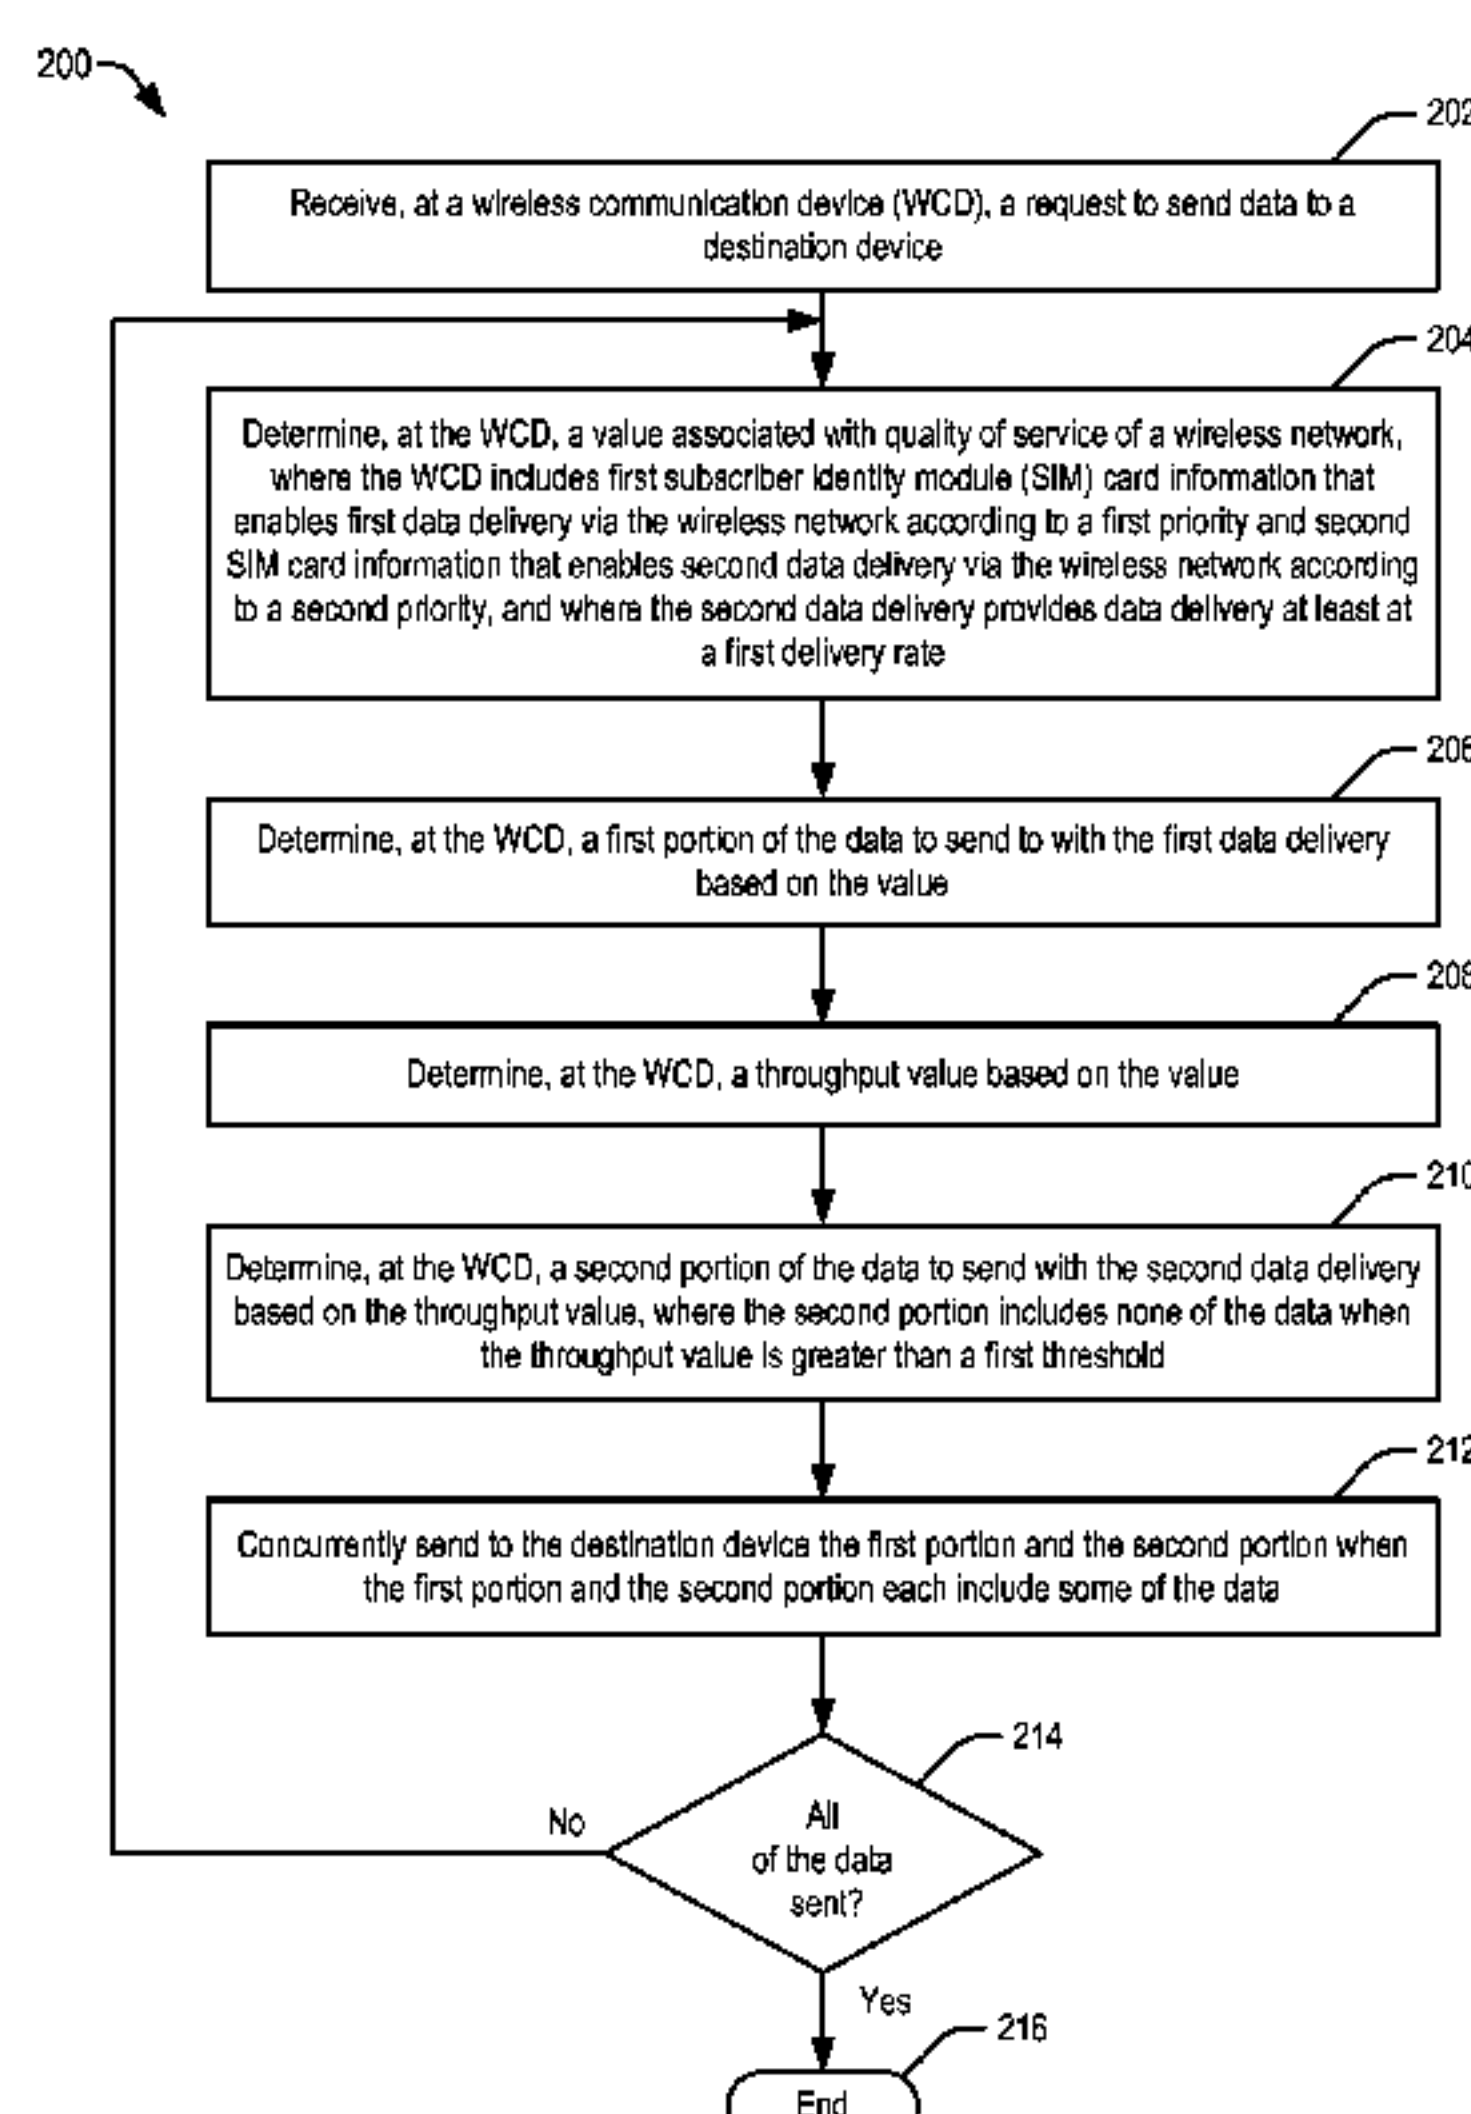 200
202
Receive, at a wireless communication device (WCD), a request to send data to a
destination device
204
Determine, at the WCD, a value associated with quality of service of a wireless network,
where the WCD includes first subscriber identity module (SIM) card information that
enables first data delivery via the wireless network according to a first priority and second
SIM card information that enables second data delivery via the wireless network according
to a second priority, and where the second data delivery provides data delivery at least at
a first delivery rate
206
Determine, at the WCD, a first portion of the data to send to with the first data delivery
based on the value
208
Determine, at the WCD, a throughput value based on the value
210
Determine, at the WCD, a second portion of the data to send with the second data delivery
based on the throughput value, where the second portion includes none of the data when
the throughput value is greater than a first threshold
212
Concurrently send to the destination device the first portion and the second portion when
the first portion and the second portion each include some of the data
214
All
of the data
sent?
No
Yes
216
End